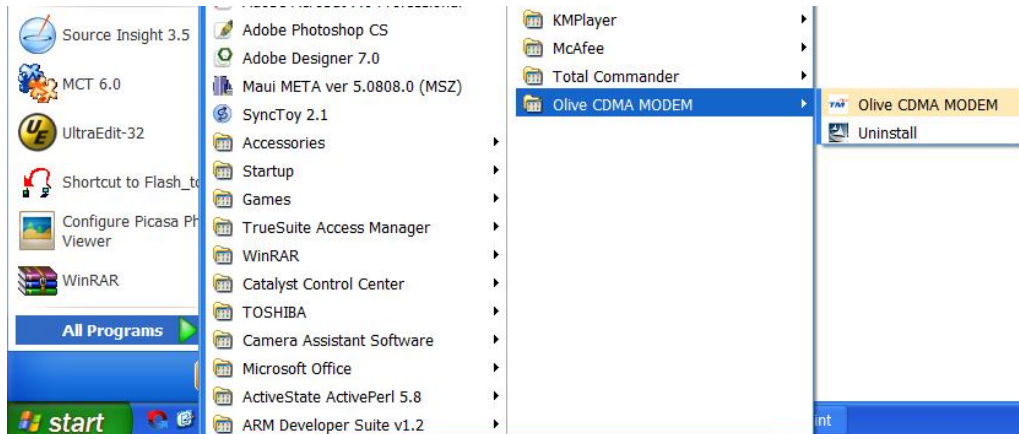 Source Insight 3.5
MCT 6.0
UltraEdit-32
Shortcut to Flash_to
Configure Picasa Ph
Viewer
WinRAR
All Programs
start
Adobe Photoshop CS
Adobe Designer 7.0
Maui META ver 5.0808.0 (MSZ)
SyncToy 2.1
Accessories
Startup
Games
TrueSuite Access Manager
WinRAR
Catalyst Control Center
TOSHIBA
Camera Assistant Software
Microsoft Office
ActiveState ActivePerl 5.8
ARM Developer Suite v1.2
KMPlayer
McAfee
Total Commander
Olive CDMA MODEM
Olive CDMA MODEM
Uninstall
int